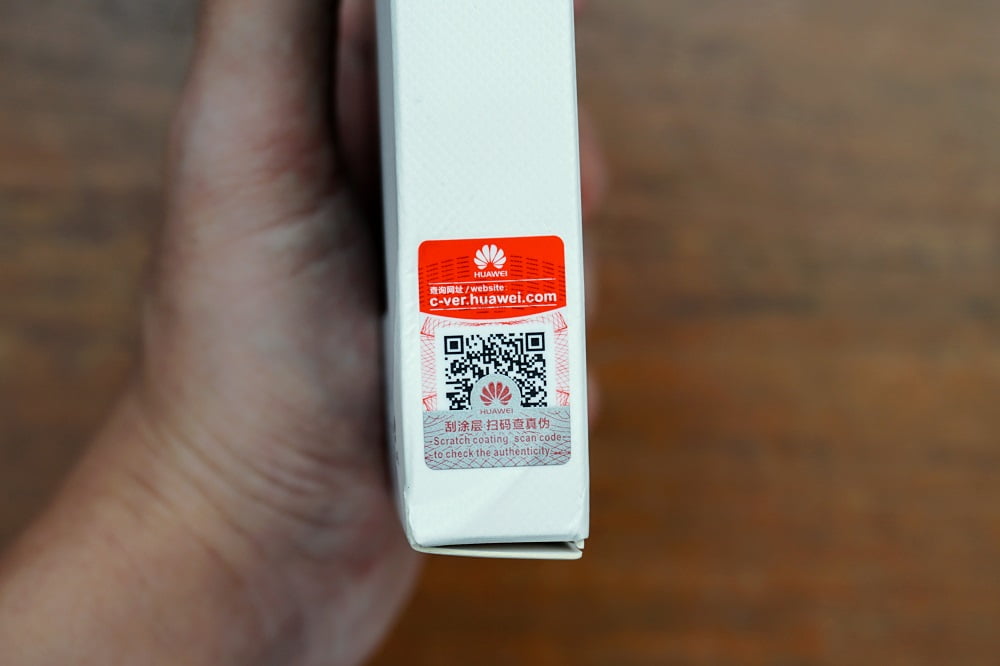 HUAWEI
查询网址 / website
c-ver.huawei.com
HUAWEI
刮涂层 扫码查真伪
Scratch coating scan code
to check the authenticity